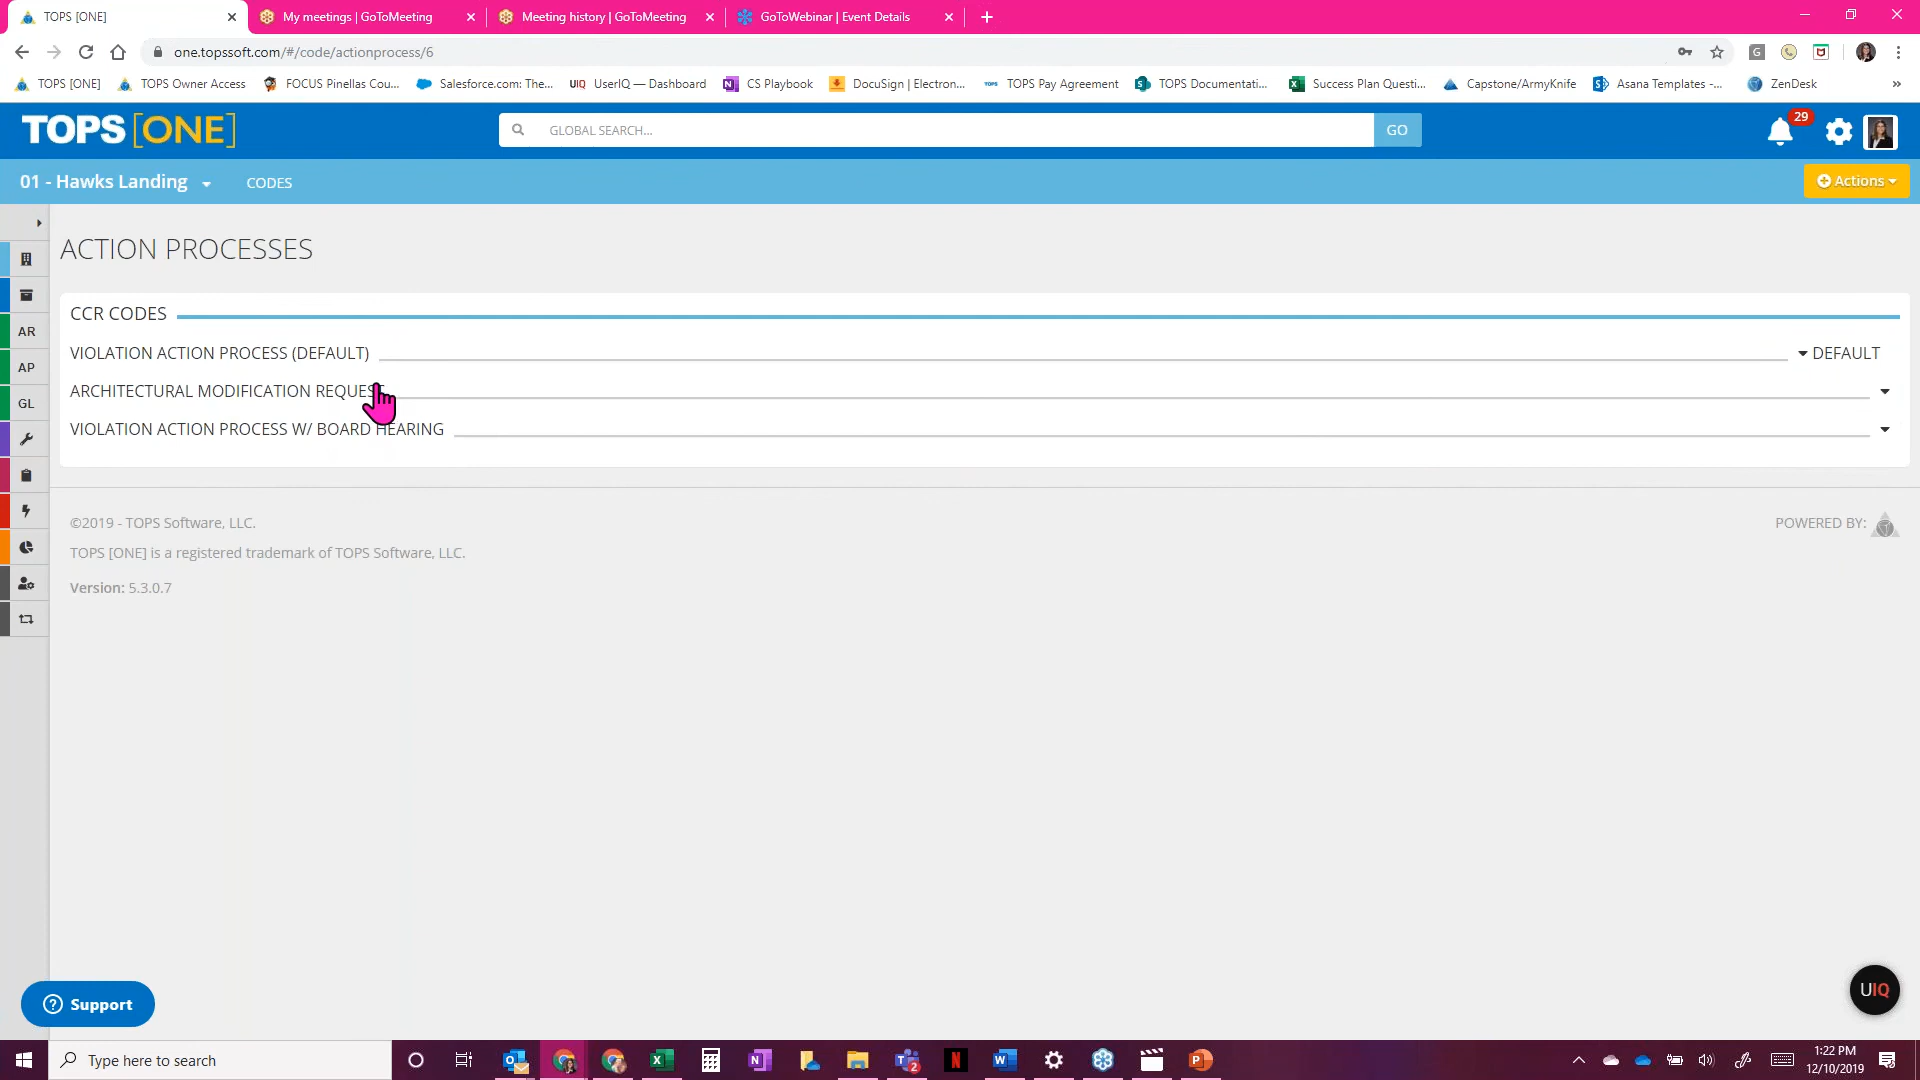 TOPS [ONE]
My meetings | GoToMeeting
Meeting history | GoToMeeting
GoToWebinar | Event Details
one.topssoft.com/#/code/actionprocess/6
TOPS [ONE]
TOPS Owner Access
FOCUS Pinellas Cou...
Salesforce.com: The...
UIQ UserIQ — Dashboard
CS Playbook
DocuSign | Electron...
TOPS Pay Agreement
TOPS Documentati...
Success Plan Questi...
Capstone/ArmyKnife
Asana Templates -...
ZenDesk
»
TOPS [ONE]
GLOBAL SEARCH...
GO
29
01 - Hawks Landing
CODES
Actions
ACTION PROCESSES
CCR CODES
AR
VIOLATION ACTION PROCESS (DEFAULT)
DEFAULT
AP
ARCHITECTURAL MODIFICATION REQUEST
GL
VIOLATION ACTION PROCESS W/ BOARD HEARING
©2019 - TOPS Software, LLC.
POWERED BY:
TOPS [ONE] is a registered trademark of TOPS Software, LLC.
Version: 5.3.0.7
Support
UIQ
Type here to search
2
1:22 PM
12/10/2019